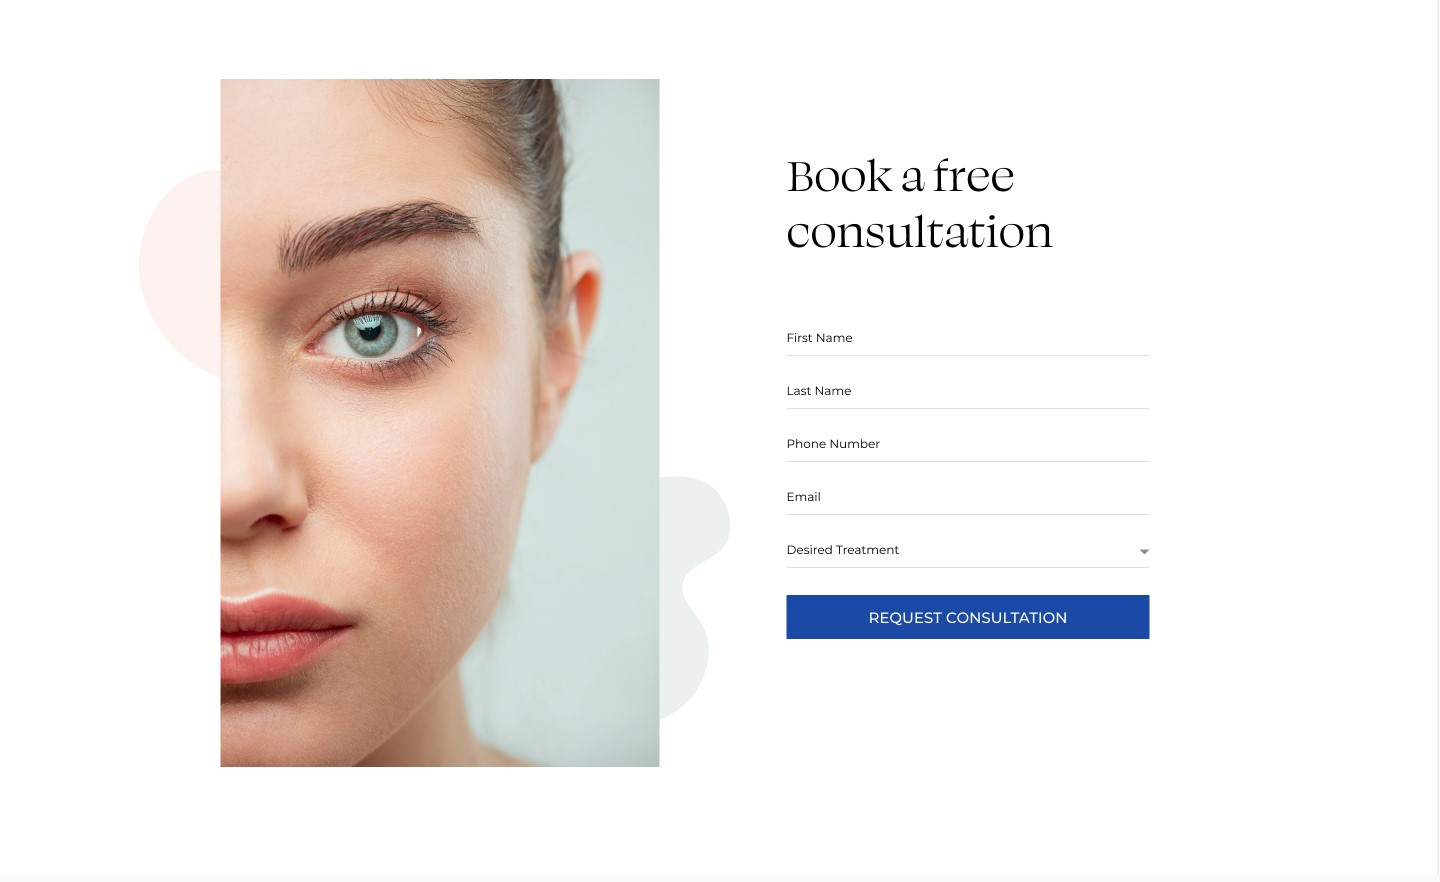 Book a free
consultation
First Name
Last Name
Phone Number
Email
Desired Treatment
REQUEST CONSULTATION